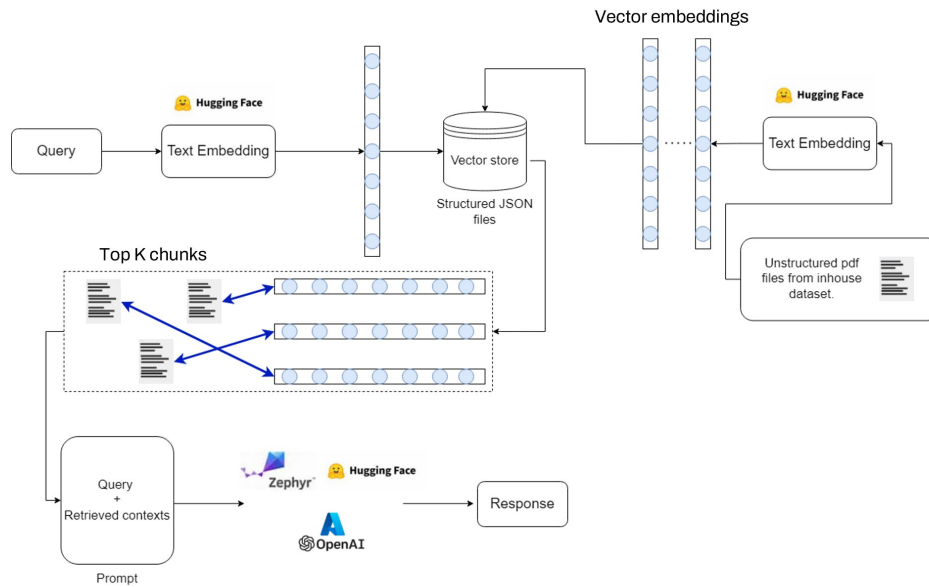 Vector embeddings
Hugging Face
Hugging Face
Query
Text Embedding
Vector store
Text Embedding
Structured JSON
files
Top K chunks
Unstructured pdf
files from inhouse
dataset.
Query
+
Retrieved contexts
Zephyr
Hugging Face
Response
OpenAI
Prompt